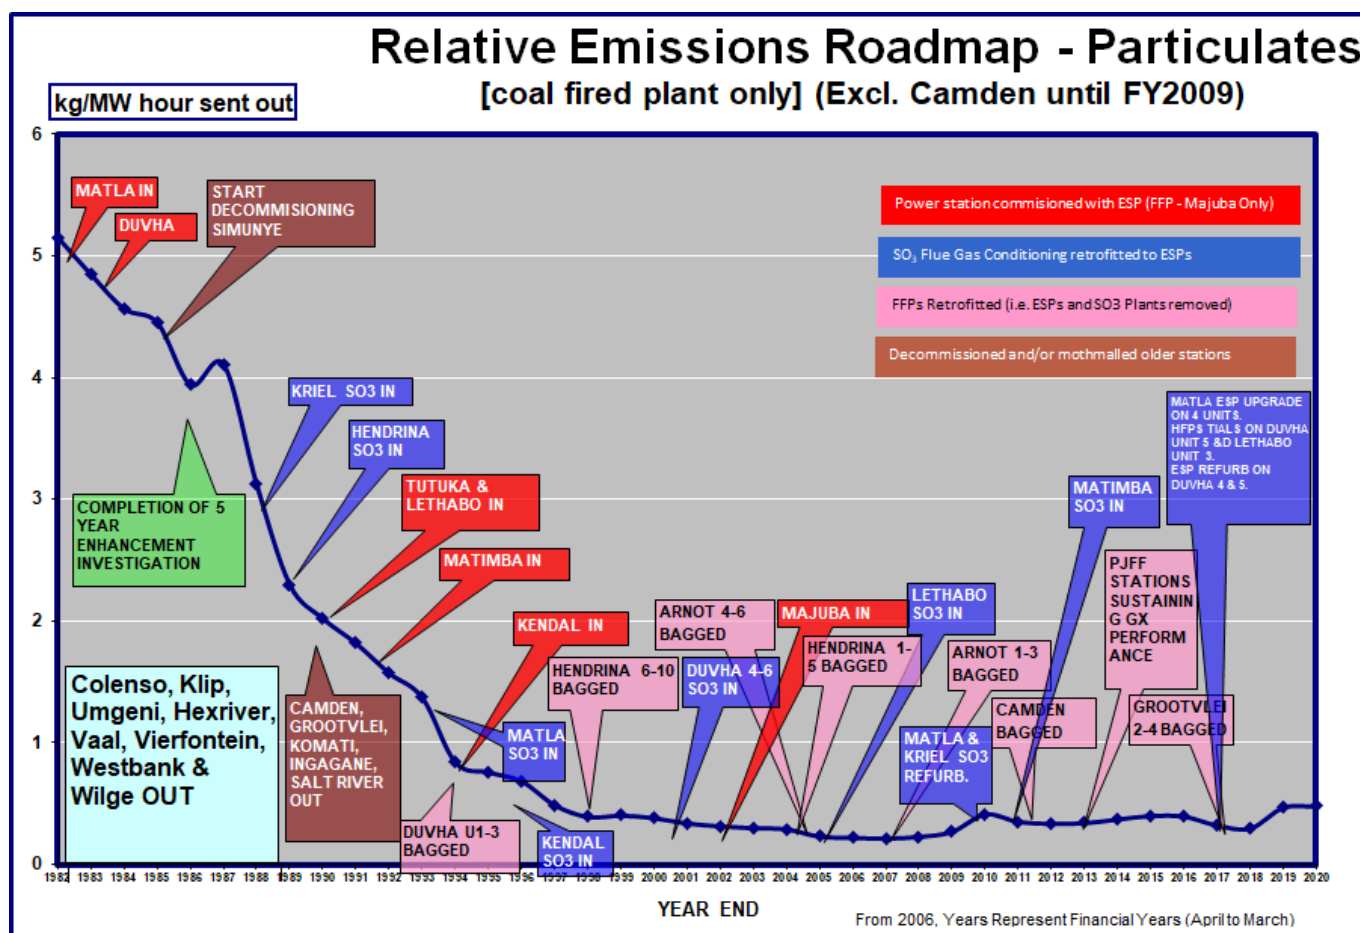 Relative Emissions Roadmap - Particulates
[coal fired plant only] (Excl. Camden until FY2009)
kg/MW hour sent out
6
5
4
3
2
1
0
MATLA IN
DUVHA
START
DECOMMISIONING
SIMUNYE
Power station commisioned with ESP (FFP - Majuba Only)
SO₃ Flue Gas Conditioning retrofitted to ESPs
FFPs Retrofitted (i.e. ESPs and SO3 Plants removed)
Decommissioned and/or mothmalled older stations
KRIEL SO3 IN
HENDRINA
SO3 IN
TUTUKA &
LETHABO IN
MATIMBA IN
KENDAL IN
COMPLETION OF 5
YEAR
ENHANCEMENT
INVESTIGATION
MATLA ESP UPGRADE
ON 4 UNITS.
HFPS TIALS ON DUVHA
UNIT 5 &D LETHABO
UNIT 3.
ESP REFURB ON
DUVHA 4 & 5.
MATIMBA
SO3 IN
PJFF
STATIONS
SUSTAININ
G GX
PERFORM
ANCE
ARNOT 4-6
BAGGED
MAJUBA IN
LETHABO
SO3 IN
HENDRINA 6-10
BAGGED
DUVHA 4-6
SO3 IN
HENDRINA 1-
5 BAGGED
ARNOT 1-3
BAGGED
CAMDEN
BAGGED
GROOTVLEI
2-4 BAGGED
Colenso, Klip,
Umgeni, Hexriver,
Vaal, Vierfontein,
Westbank &
Wilge OUT
CAMDEN,
GROOTVLEI,
KOMATI,
INGAGANE,
SALT RIVER
OUT
MATLA
SO3 IN
MATLA &
KRIEL SO3
REFURB.
DUVHA U1-3
BAGGED
KENDAL
SO3 IN
1982 1983 1984 1985 1986 1987 1988 1989 1990 1991 1992 1993 1994 1995 1996 1997 1998 1999 2000 2001 2002 2003 2004 2005 2006 2007 2008 2009 2010 2011 2012 2013 2014 2015 2016 2017 2018 2019 2020
YEAR END
From 2006, Years Represent Financial Years (April to March)